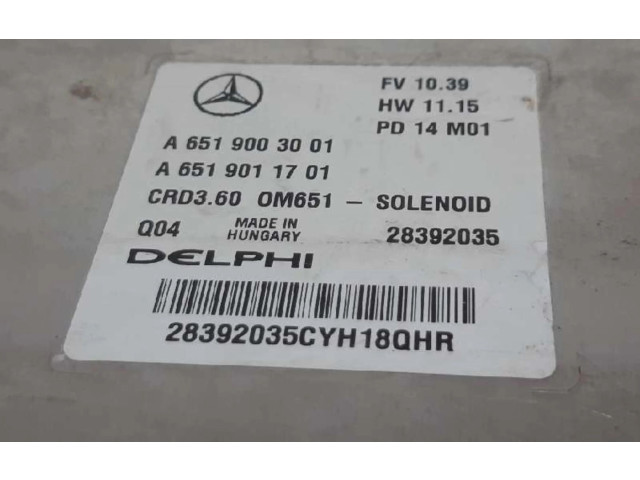 FV 10.39
HW 11.15
PD 14 M01
A 651 900 30 01
A 651 901 17 01
CRD3.60 OM651 – SOLENOID
Q04 MADE IN HUNGARY 28392035
DELPHI
28392035CYH18QHR